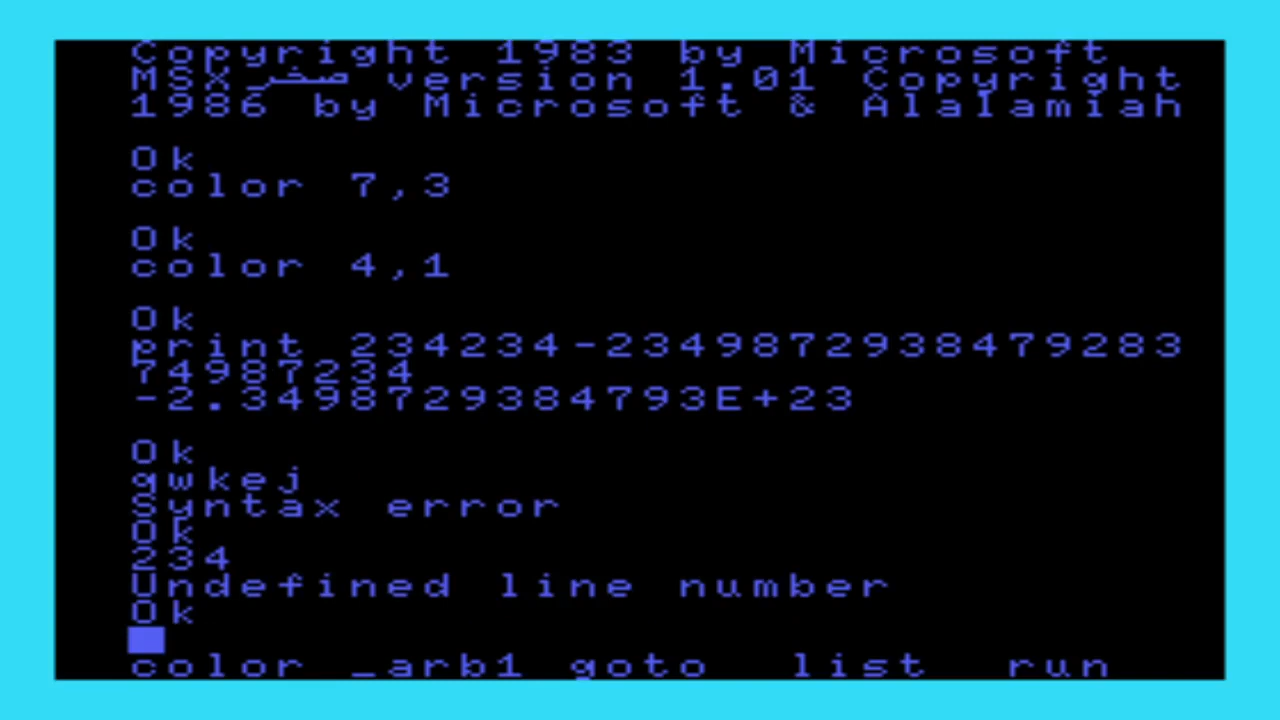 Copyright 1983 by Microsoft
MSX صخر version 1.01 Copyright
1986 by Microsoft & Alalamiah
Ok
color 7,3
Ok
color 4,1
Ok
print 234234-2349872938479283
74987234
-2.3498729384793E+23
Ok
gwkej
Syntax error
Ok
234
Undefined line number
Ok
color _arb1 goto list run